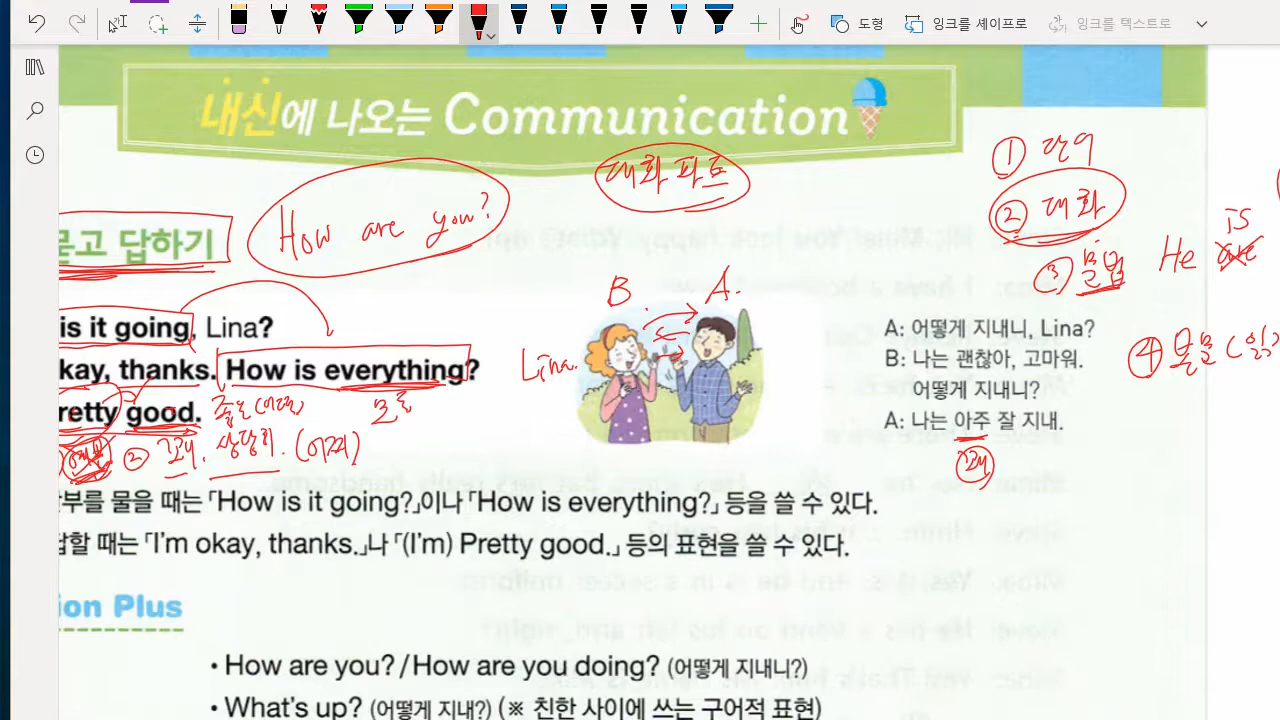 도형
잉크를 셰이프로
잉크를 텍스트로
내신에 나오는 Communication
① 단어
대화 파트
② 대화
How are you?
is
묻고 답하기
He are
③ 문법
B A.
is it going, Lina?
A: 어떻게 지내니, Lina?
B: 나는 괜찮아, 고마워.
어떻게 지내니?
A: 나는 아주 잘 지내.
④ 본문 (읽
kay, thanks. How is everything?
Lina.
retty good. 좋은 모든
② 꽤. 상당히. (이쁜)
예쁜
꽤
부를 물을 때는 「How is it going?」이나 「How is everything?」 등을 쓸 수 있다.
답할 때는 「I'm okay, thanks.」나 「(I'm) Pretty good.」 등의 표현을 쓸 수 있다.
ion Plus
• How are you? / How are you doing? (어떻게 지내니?)
• What's up? (어떻게 지내?) (※ 친한 사이에 쓰는 구어적 표현)